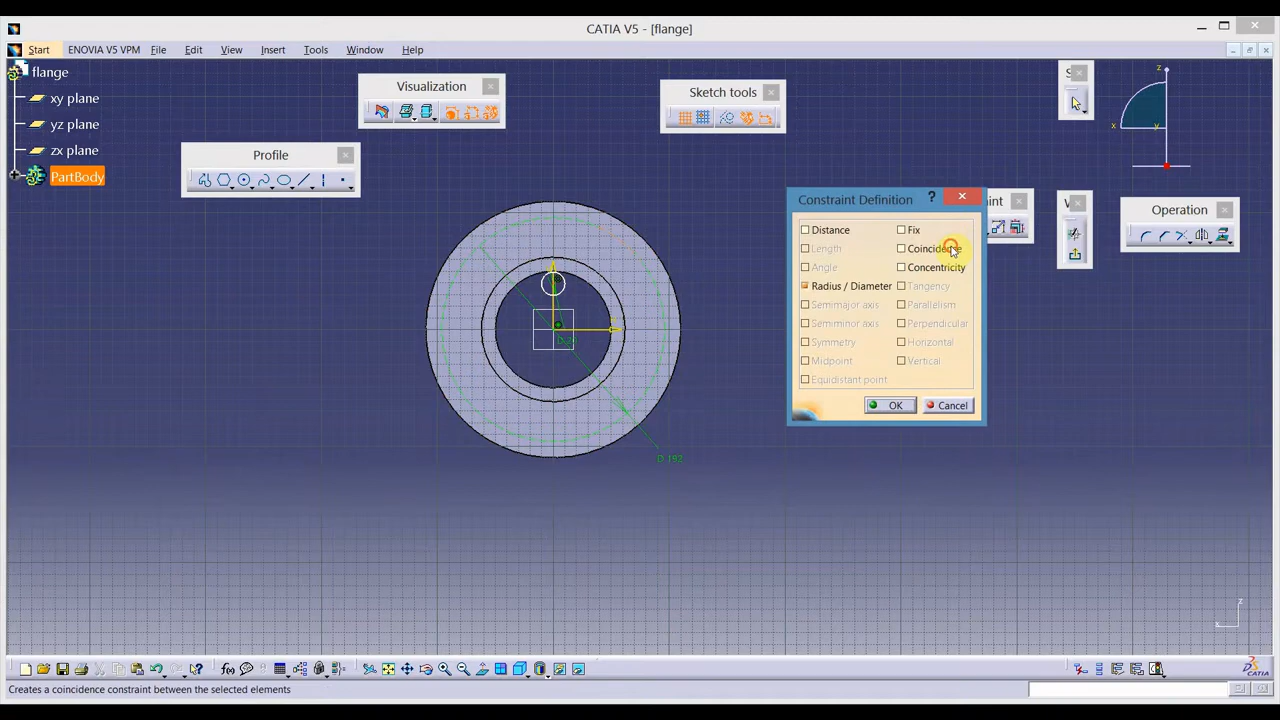 CATIA V5 - [flange]
Start
ENOVIA V5 VPM
File
Edit
View
Insert
Tools
Window
Help
flange
xy plane
yz plane
zx plane
PartBody
Visualization
Sketch tools
Profile
Operation
z
x
y
Constraint Definition
?
Distance
Length
Angle
Radius / Diameter
Semimajor axis
Semiminor axis
Symmetry
Midpoint
Equidistant point
Fix
Coincidence
Concentricity
Tangency
Parallelism
Perpendicular
Horizontal
Vertical
OK
Cancel
D 192
z
CATIA
Creates a coincidence constraint between the selected elements